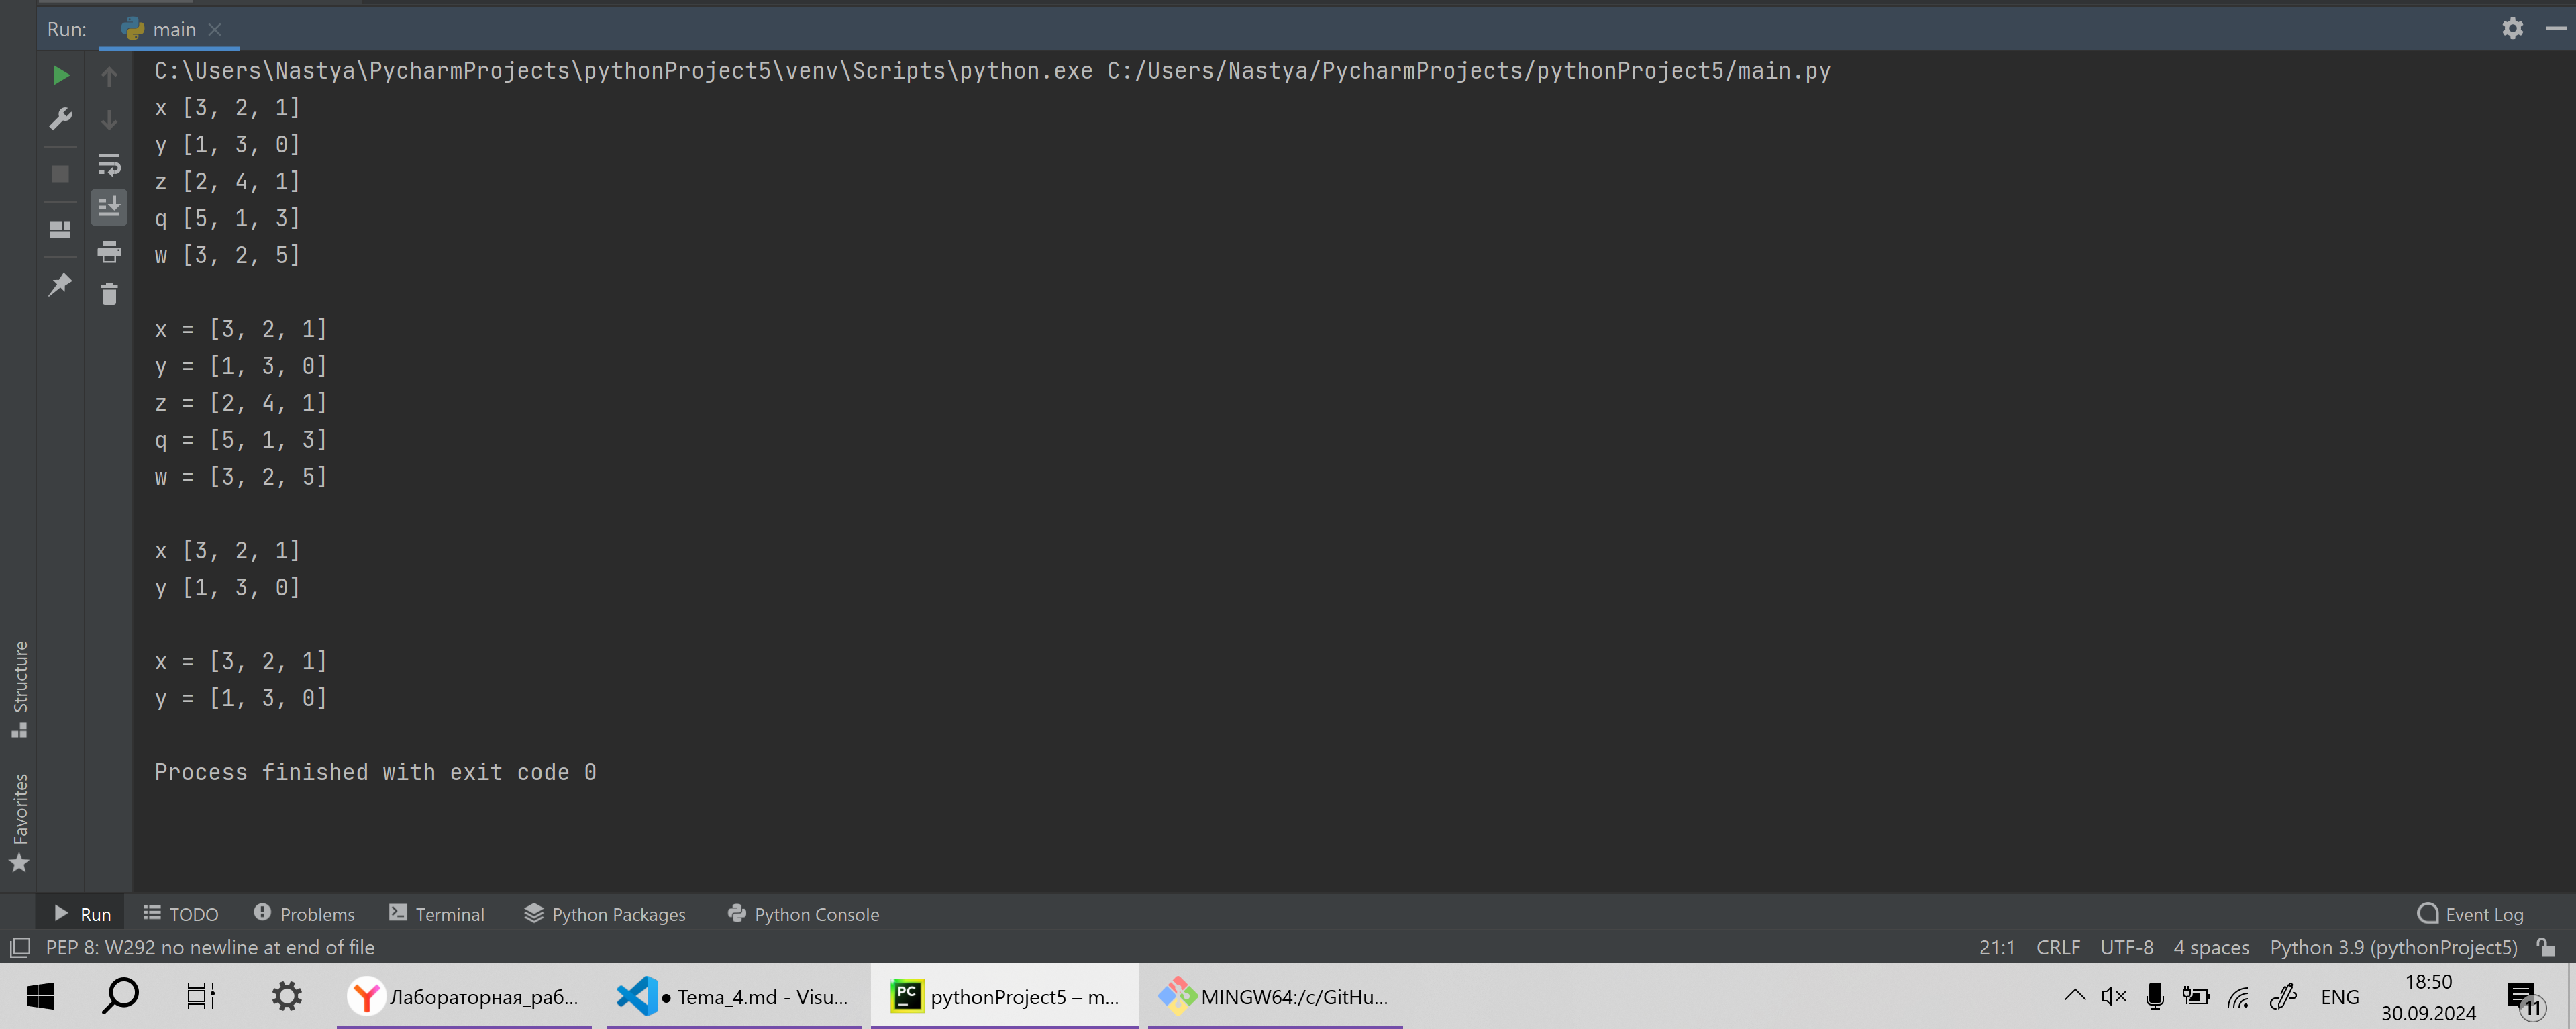 Run: main
C:\Users\Nastya\PycharmProjects\pythonProject5\venv\Scripts\python.exe C:/Users/Nastya/PycharmProjects/pythonProject5/main.py
x [3, 2, 1]
y [1, 3, 0]
z [2, 4, 1]
q [5, 1, 3]
w [3, 2, 5]
x = [3, 2, 1]
y = [1, 3, 0]
z = [2, 4, 1]
q = [5, 1, 3]
w = [3, 2, 5]
x [3, 2, 1]
y [1, 3, 0]
x = [3, 2, 1]
y = [1, 3, 0]
Process finished with exit code 0
Structure
Favorites
Run TODO Problems Terminal Python Packages Python Console Event Log
PEP 8: W292 no newline at end of file 21:1 CRLF UTF-8 4 spaces Python 3.9 (pythonProject5)
Лабораторная_раб... ● Tema_4.md - Visu... PC pythonProject5 – m... MINGW64:/c/GitHu... ENG 18:50
30.09.2024 11